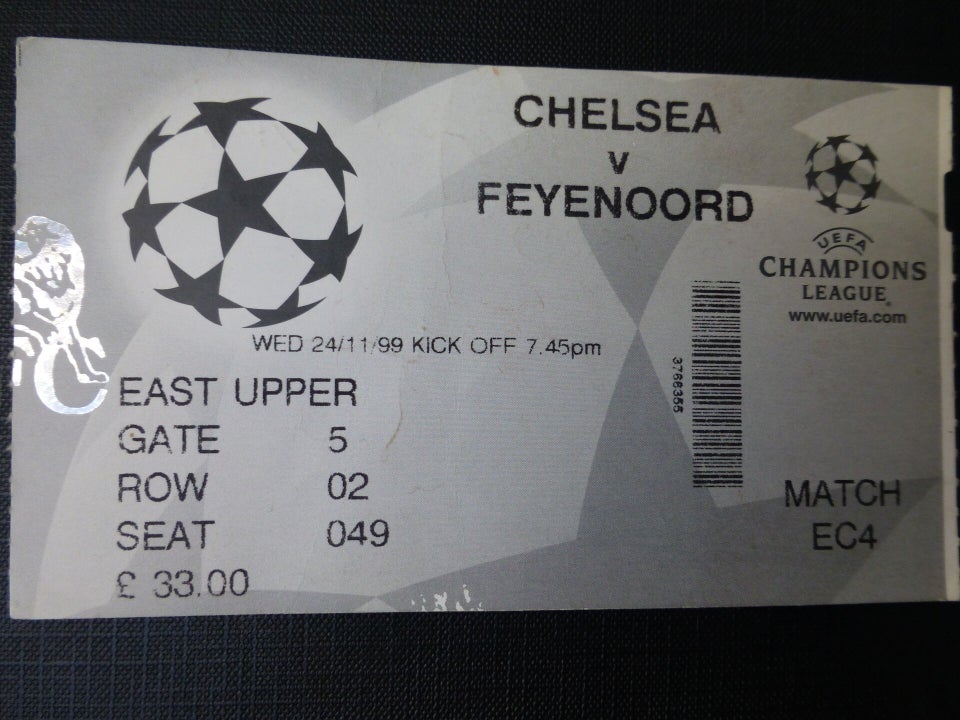 CHELSEA
v
FEYENOORD
UEFA
CHAMPIONS
LEAGUE
www.uefa.com
WED 24/11/99 KICK OFF 7.45pm
3766355
EAST UPPER
GATE 5
ROW 02
SEAT 049
£ 33.00
MATCH
EC4